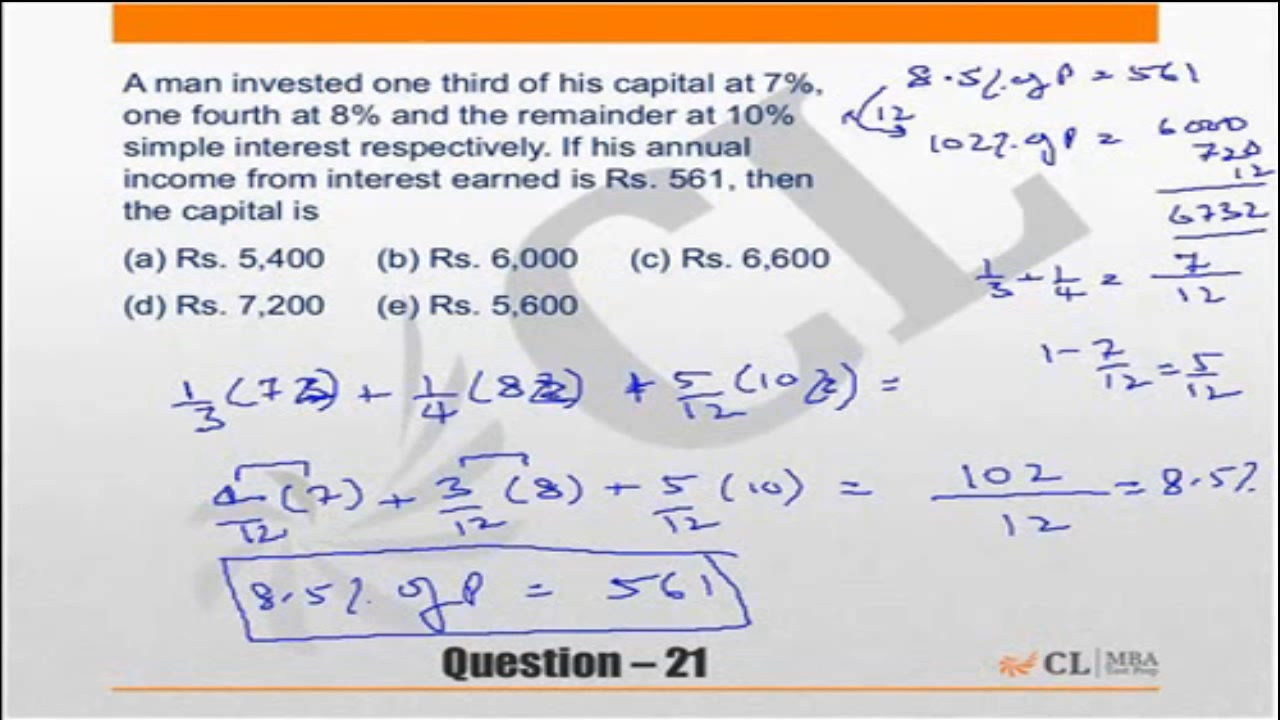 A man invested one third of his capital at 7%,
one fourth at 8% and the remainder at 10%
simple interest respectively. If his annual
income from interest earned is Rs. 561, then
the capital is
(a) Rs. 5,400 (b) Rs. 6,000 (c) Rs. 6,600
(d) Rs. 7,200 (e) Rs. 5,600
8.5% of P = 561
12
102% of P = 6000
720
12
6732
1/3 + 1/4 = 7/12
1 - 7/12 = 5/12
1/3 (7%) + 1/4 (8%) + 5/12 (10%) =
4/12 (7) + 3/12 (8) + 5/12 (10) = 102/12 = 8.5%
8.5% of P = 561
Question – 21
CL MBA
Test Prep
CL